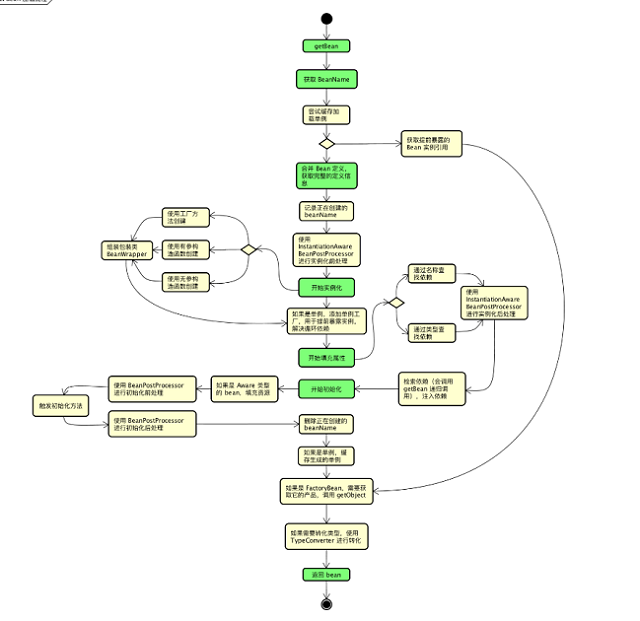 getBean
获取 BeanName
尝试缓存加
载单例
获取提前暴露的
Bean 实例引用
合并 Bean 定义，
获取完整的定义信
息
记录正在创建的
beanName
使用工厂方
法创建
使用有参构
造函数创建
使用无参构
造函数创建
组装包装类
BeanWrapper
使用
InstantiationAware
BeanPostProcessor
进行实例化前处理
开始实例化
如果是单例，添加单例工
厂，用于提前暴露实例，
解决循环依赖
开始填充属性
通过名称查
找依赖
通过类型查
找依赖
使用
InstantiationAware
BeanPostProcessor
进行实例化后处理
检索依赖（会调用
getBean 递归调
用），注入依赖
开始初始化
如果是 Aware 类型
的 bean，填充资源
使用 BeanPostProcessor
进行初始化前处理
触发初始化方法
使用 BeanPostProcessor
进行初始化后处理
删除正在创建的
beanName
如果是单例，缓
存生成的单例
如果是 FactoryBean，需要获
取它的产品，调用 getObject
如果需要转化类型，使用
TypeConverter 进行转化
返回 bean